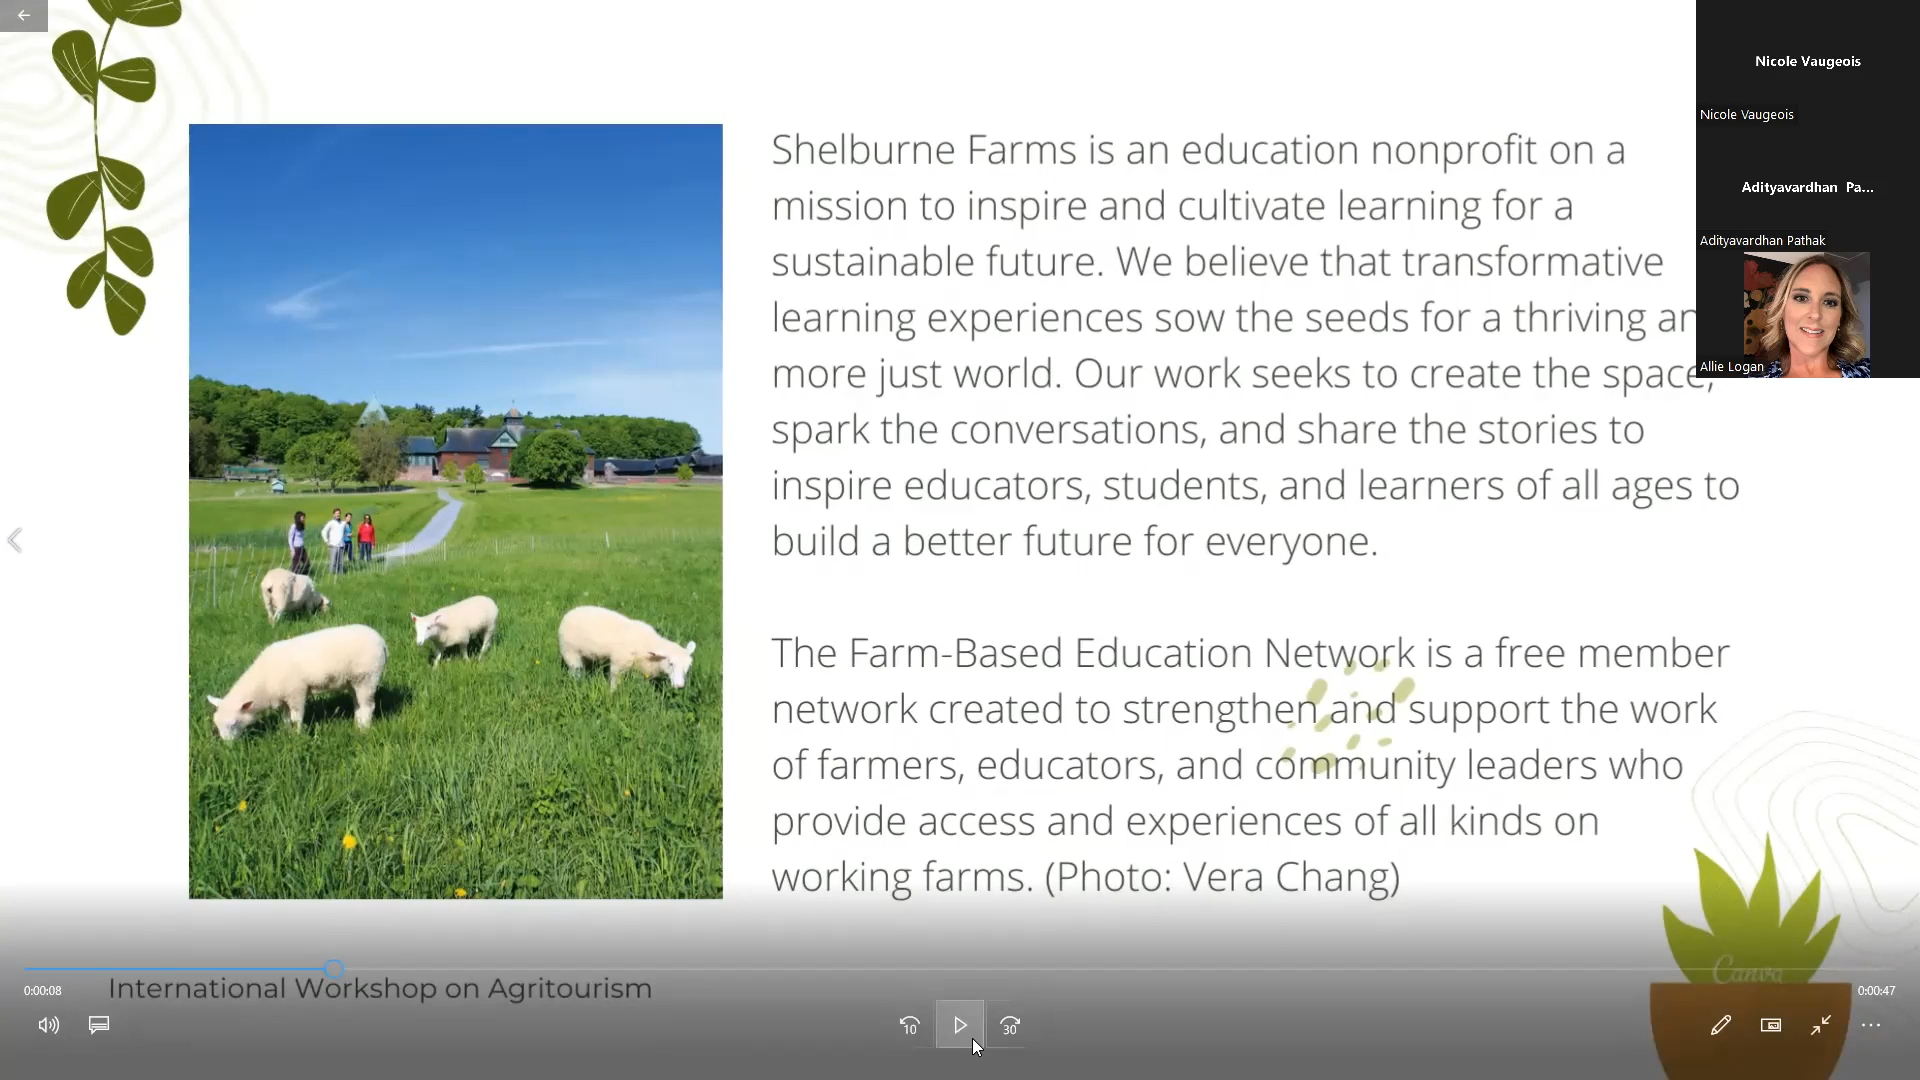 Nicole Vaugeois
Nicole Vaugeois
Adityavardhan Pa...
Adityavardhan Pathak
Allie Logan
Shelburne Farms is an education nonprofit on a
mission to inspire and cultivate learning for a
sustainable future. We believe that transformative
learning experiences sow the seeds for a thriving an
more just world. Our work seeks to create the space,
spark the conversations, and share the stories to
inspire educators, students, and learners of all ages to
build a better future for everyone.
The Farm-Based Education Network is a free member
network created to strengthen and support the work
of farmers, educators, and community leaders who
provide access and experiences of all kinds on
working farms. (Photo: Vera Chang)
Canva
International Workshop on Agritourism
0:00:08
0:00:47
10
30